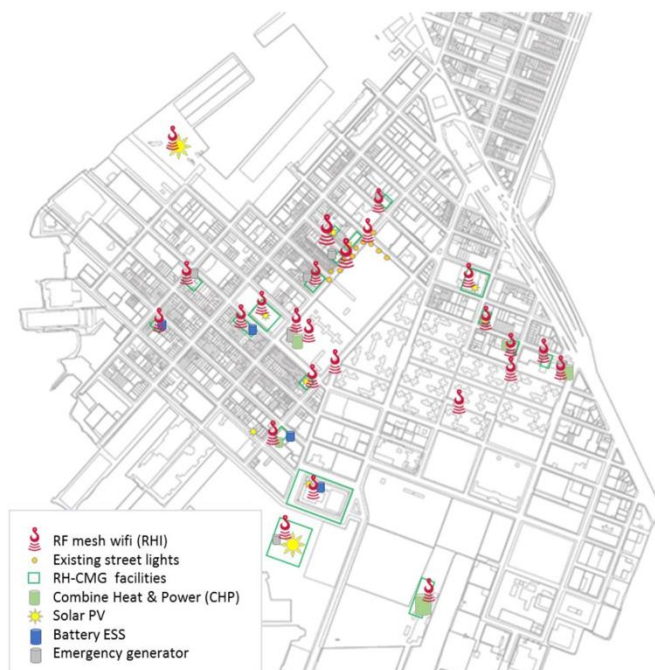 RF mesh wifi (RHI)
Existing street lights
RH-CMG facilities
Combine Heat & Power (CHP)
Solar PV
Battery ESS
Emergency generator